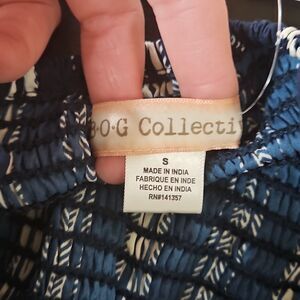 B·O·G Collecti
S
MADE IN INDIA
FABRIQUE EN INDE
HECHO EN INDIA
RN#141357